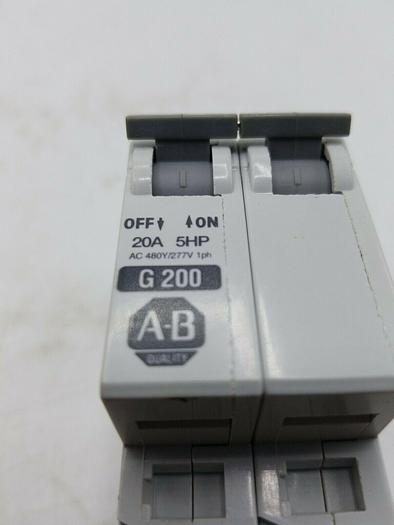 OFF↓ ↑ON
20A 5HP
AC 480Y/277V 1ph
G 200
A-B
QUALITY